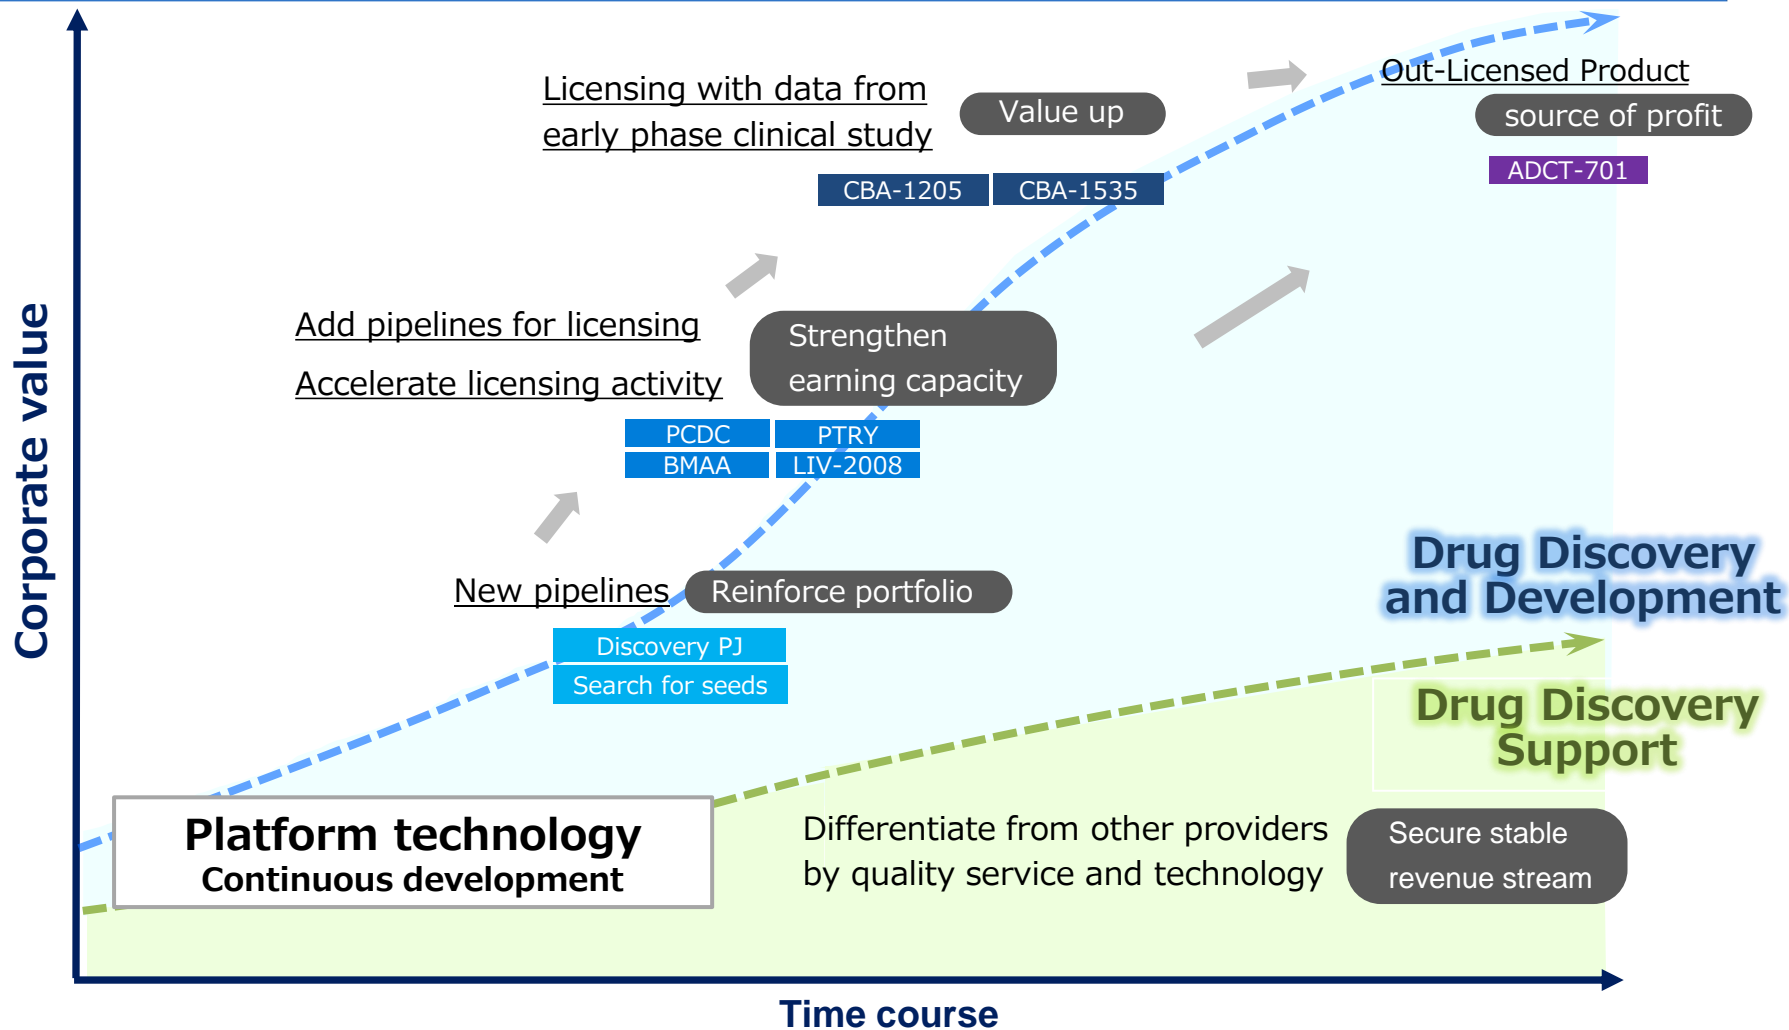 Out-Licensed Product
source of profit
ADCT-701
Licensing with data from
early phase clinical study
Value up
CBA-1205
CBA-1535
Add pipelines for licensing
Accelerate licensing activity
Strengthen
earning capacity
PCDC
PTRY
BMAA
LIV-2008
New pipelines
Reinforce portfolio
Discovery PJ
Search for seeds
Drug Discovery
and Development
Drug Discovery
Support
Platform technology
Continuous development
Differentiate from other providers
by quality service and technology
Secure stable
revenue stream
Corporate value
Time course